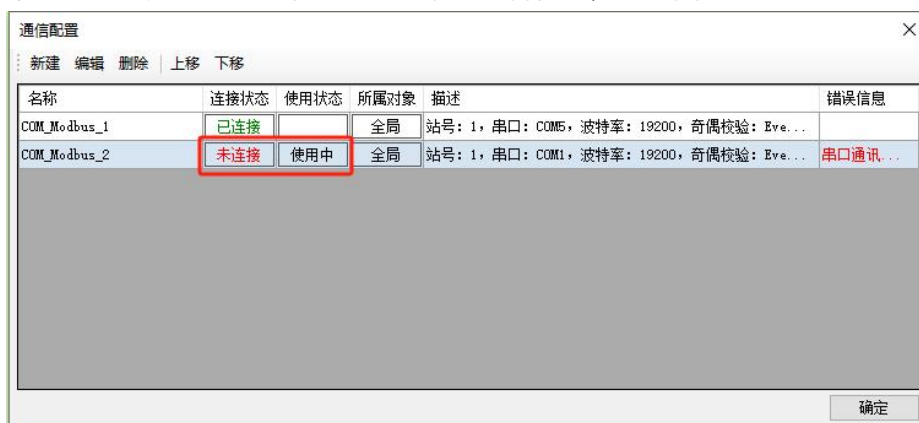 通信配置
新建 编辑 删除 上移 下移
名称 连接状态 使用状态 所属对象 描述 错误信息
COM_Modbus_1 已连接 全局 站号: 1, 串口: COM5, 波特率: 19200, 奇偶校验: Eve...
COM_Modbus_2 未连接 使用中 全局 站号: 1, 串口: COM1, 波特率: 19200, 奇偶校验: Eve... 串口通讯...
确定